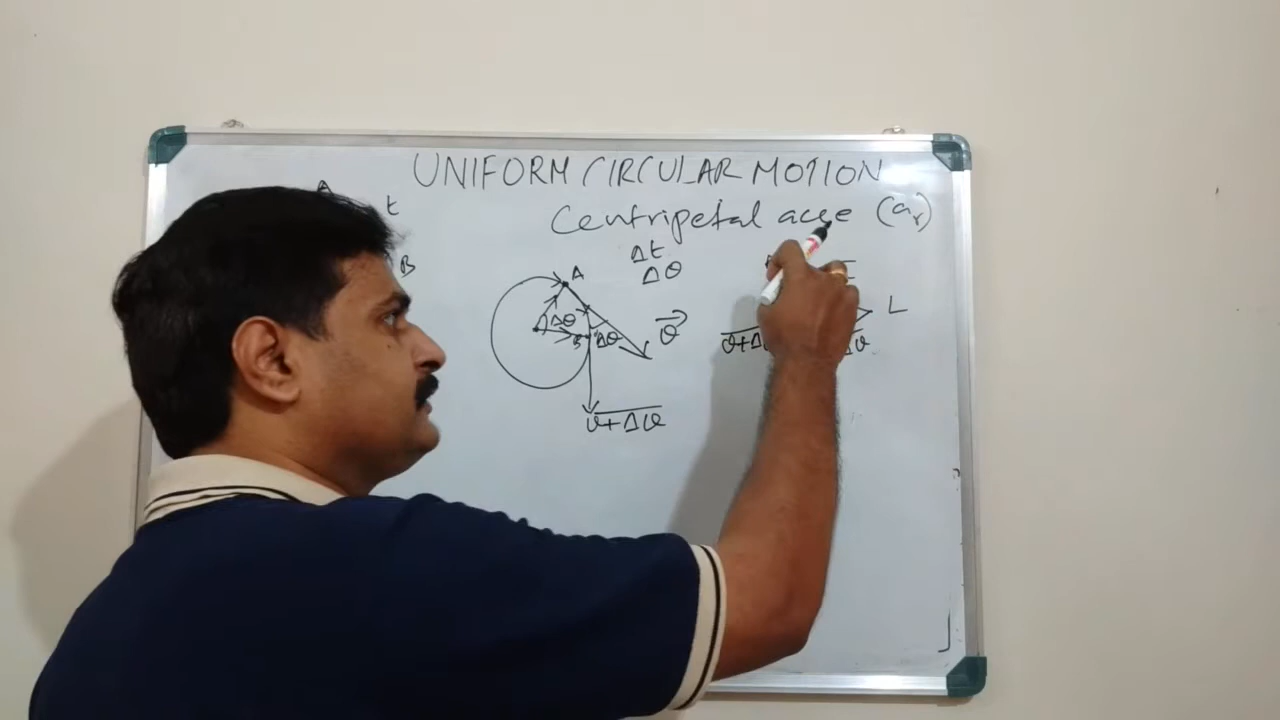 UNIFORM CIRCULAR MOTION
A
t
Centripetal acce (ar)
B
Δt
Δθ
A
L
Δθ
B
Δθ
v
v+Δ
v
v+Δv